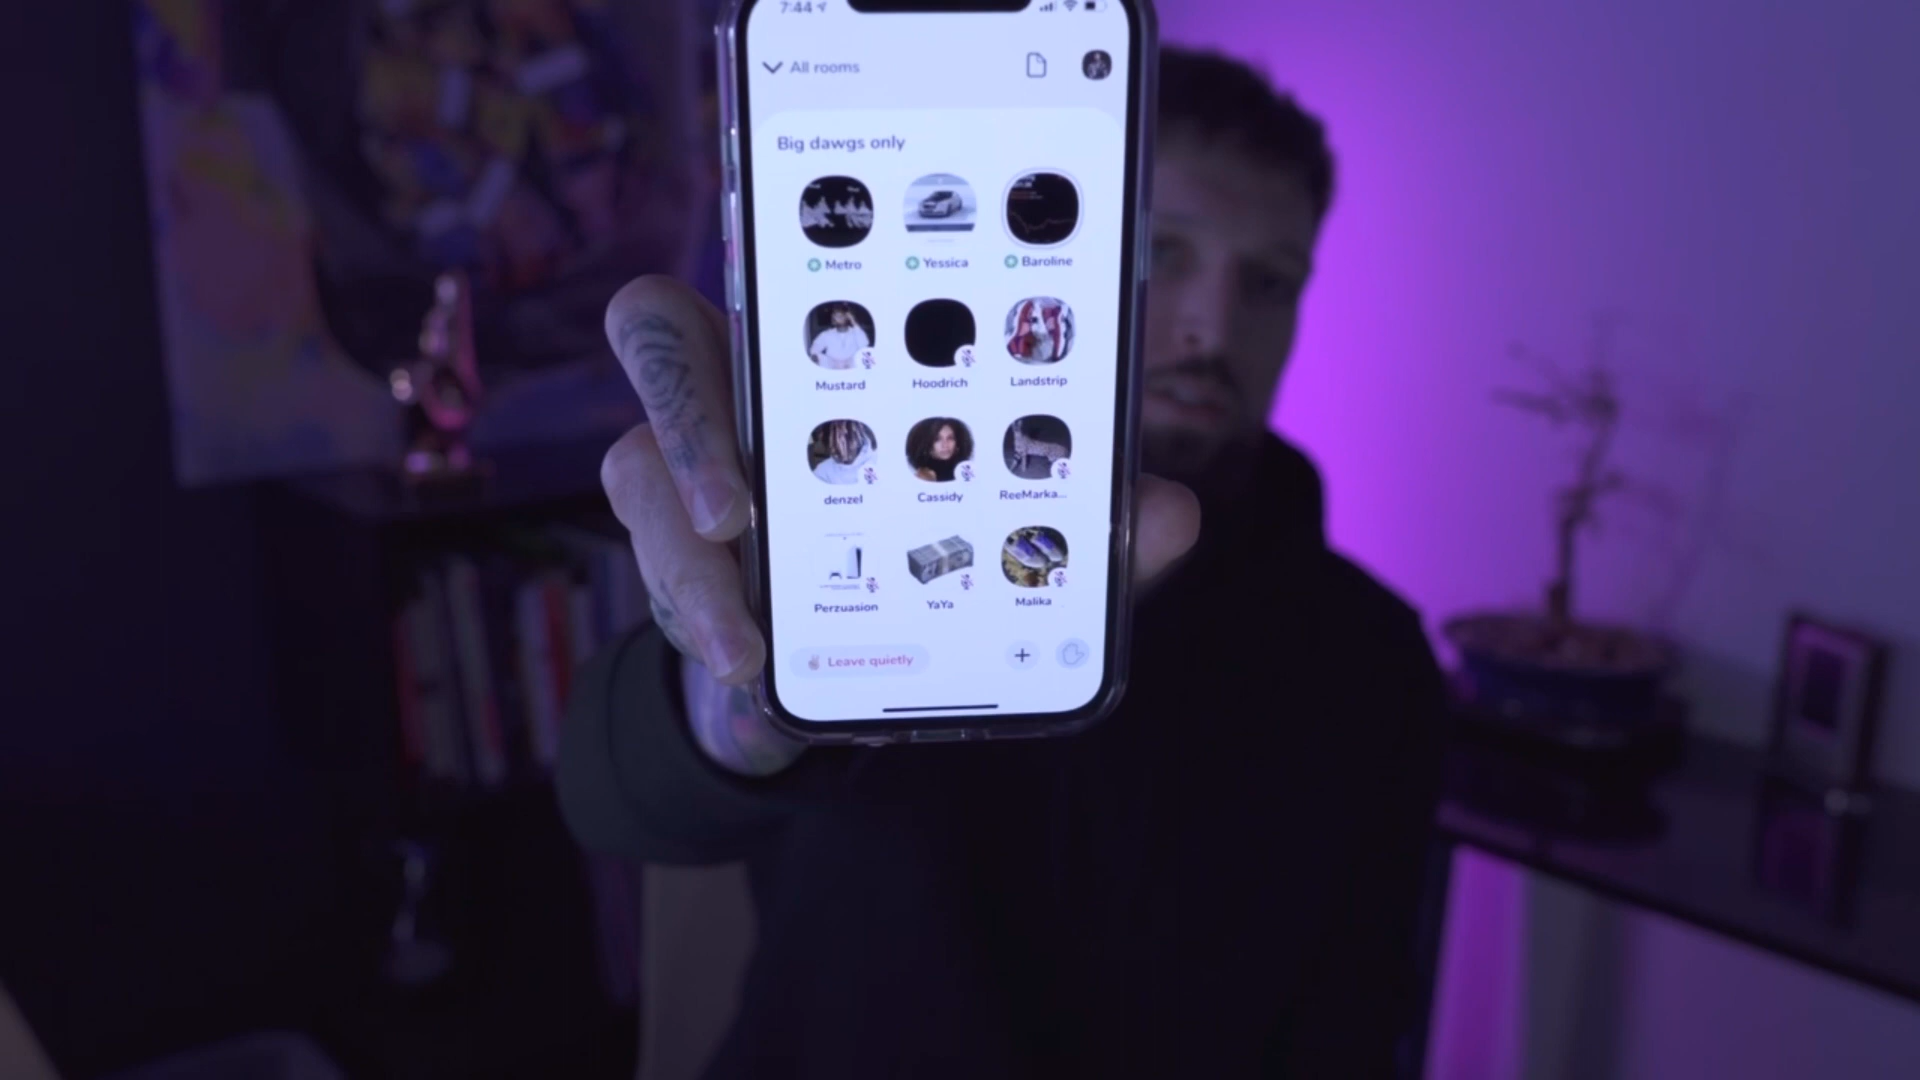 7:44
All rooms
Big dawgs only
Metro Yessica Baroline
Mustard Hoodrich Landstrip
denzel Cassidy ReeMarka...
Perzuasion YaYa Malika
Leave quietly +